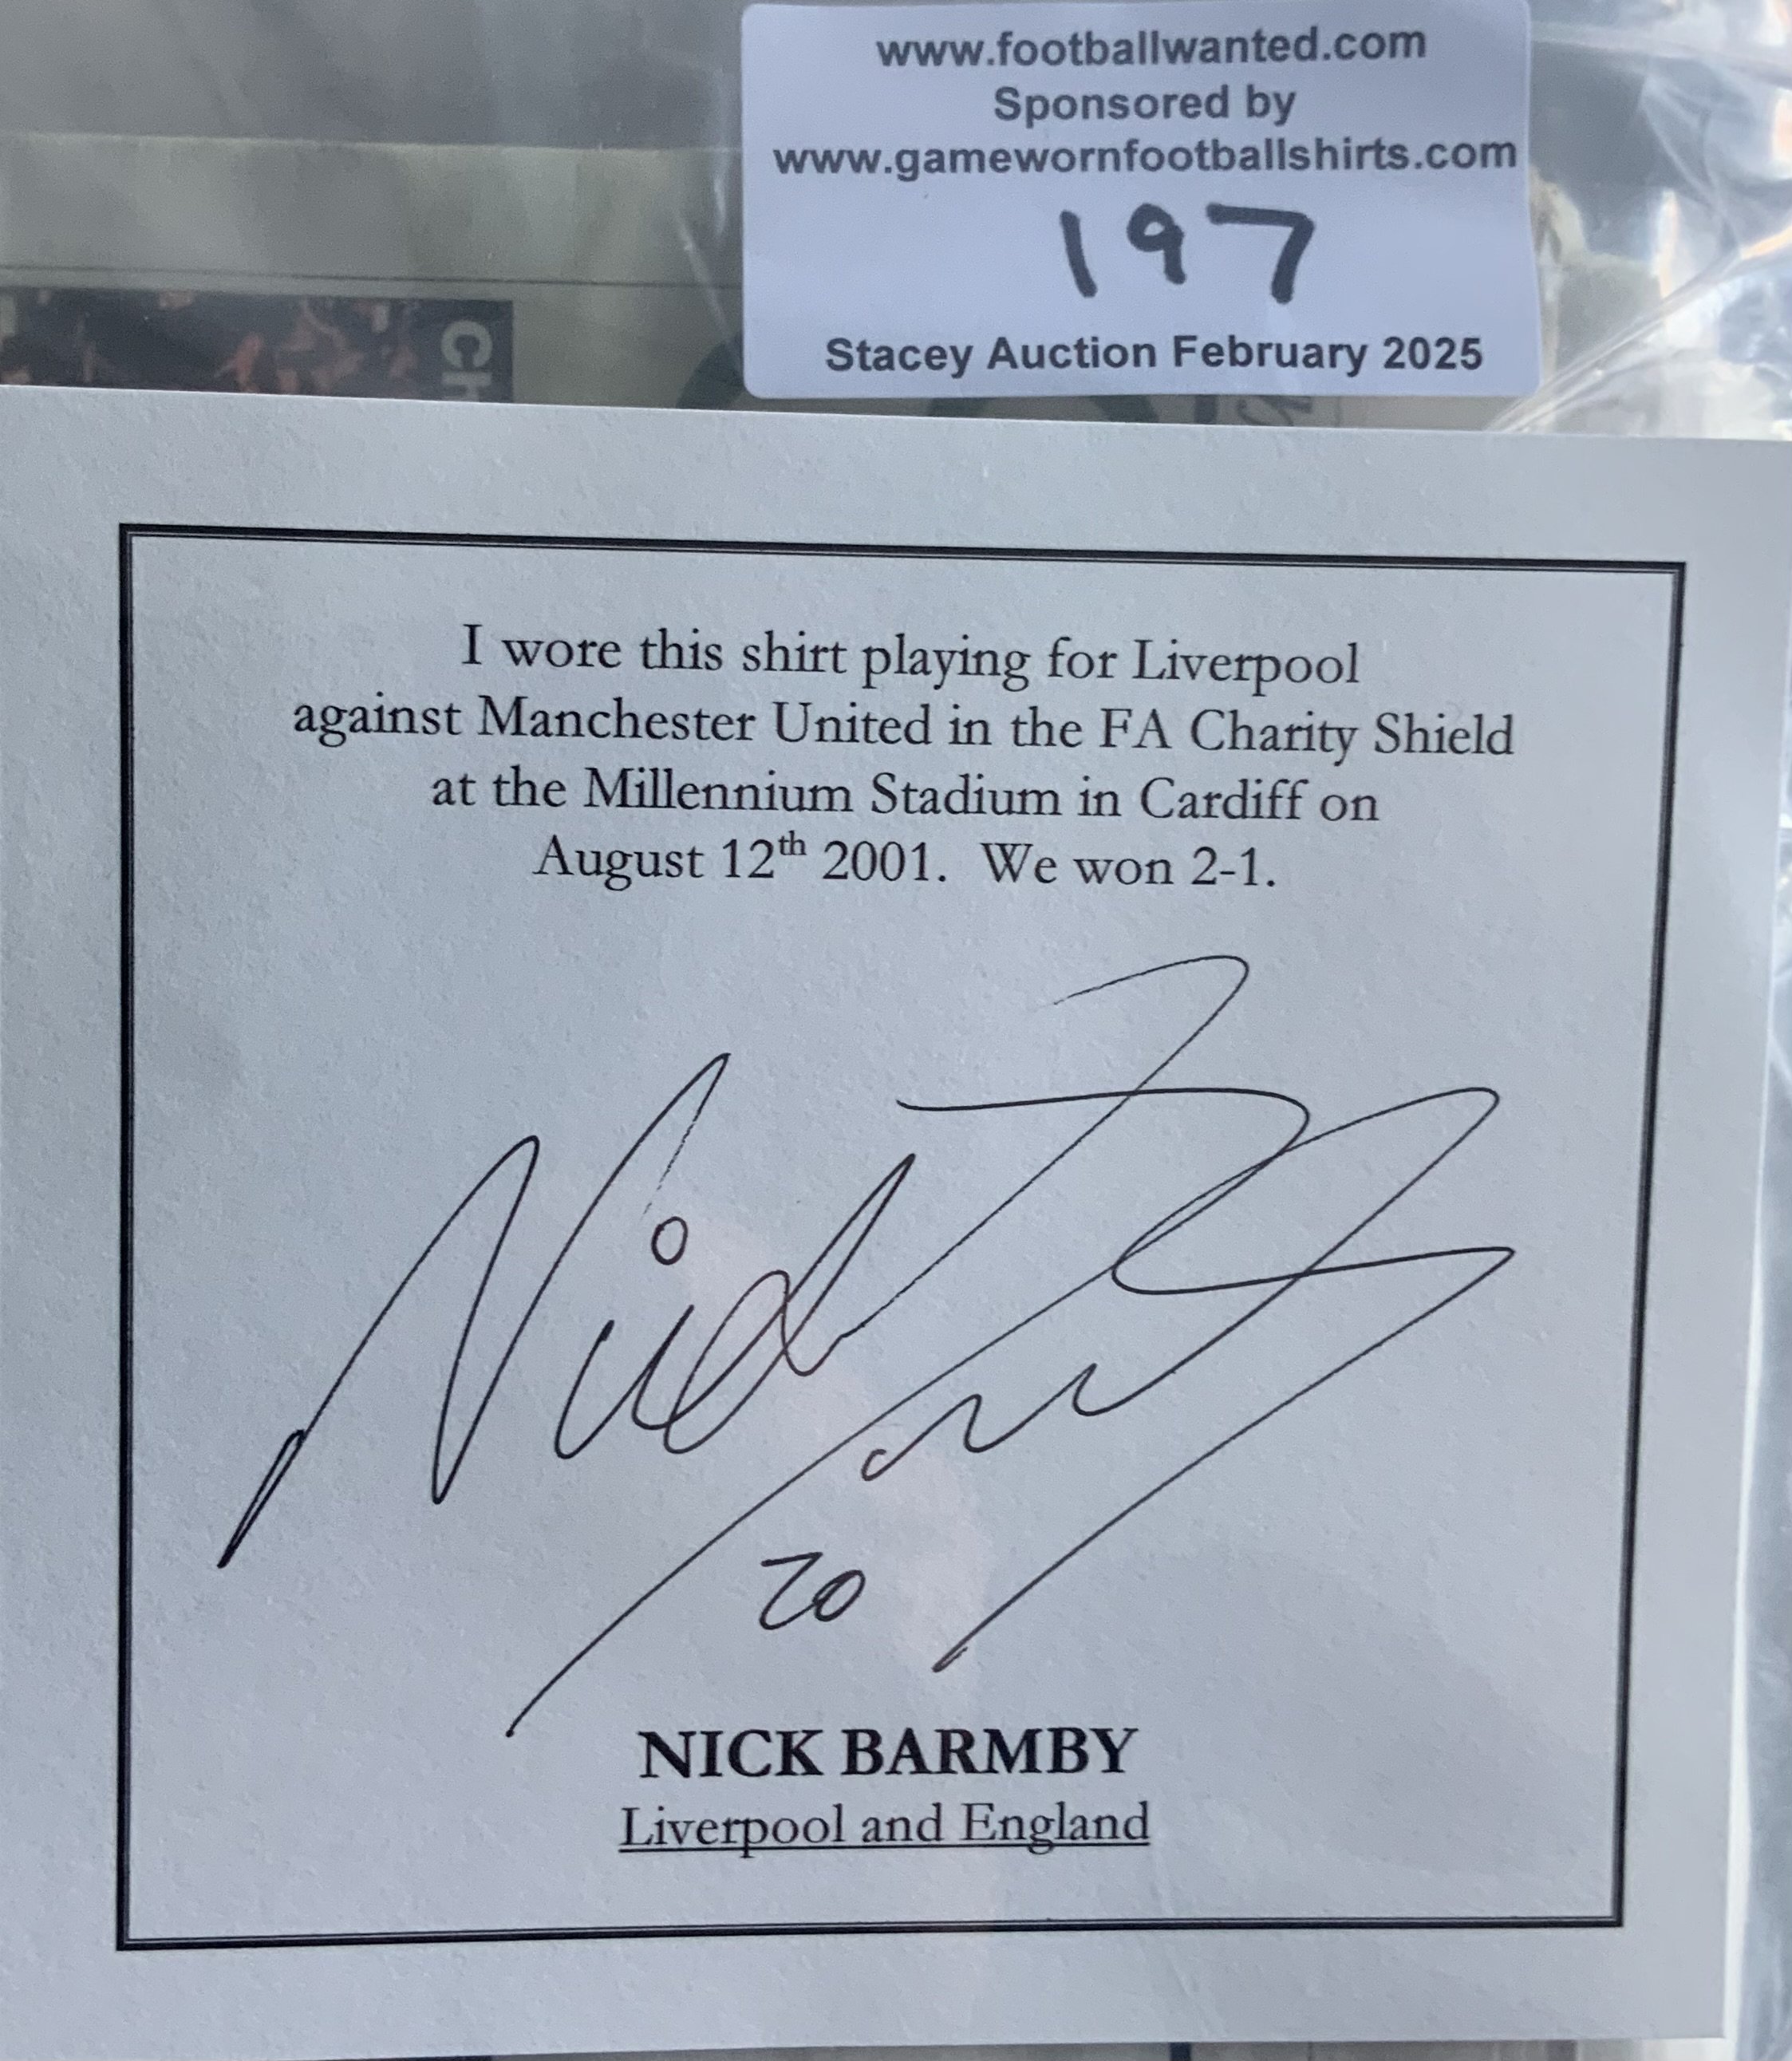 www.footballwanted.com
Sponsored by
www.gamewornfootballshirts.com
197
Stacey Auction February 2025
CH
I wore this shirt playing for Liverpool
against Manchester United in the FA Charity Shield
at the Millennium Stadium in Cardiff on
August 12th 2001. We won 2-1.
20
NICK BARMBY
Liverpool and England